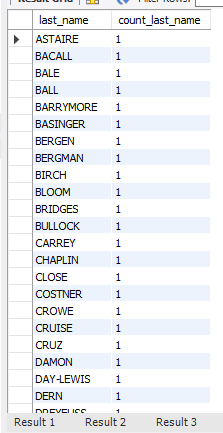 Result Grid Filter Rows:
last_name count_last_name
ASTAIRE 1
BACALL 1
BALE 1
BALL 1
BARRYMORE 1
BASINGER 1
BERGEN 1
BERGMAN 1
BIRCH 1
BLOOM 1
BRIDGES 1
BULLOCK 1
CARREY 1
CHAPLIN 1
CLOSE 1
COSTNER 1
CROWE 1
CRUISE 1
CRUZ 1
DAMON 1
DAY-LEWIS 1
DERN 1
DREYFUSS 1
Result 1 Result 2 Result 3